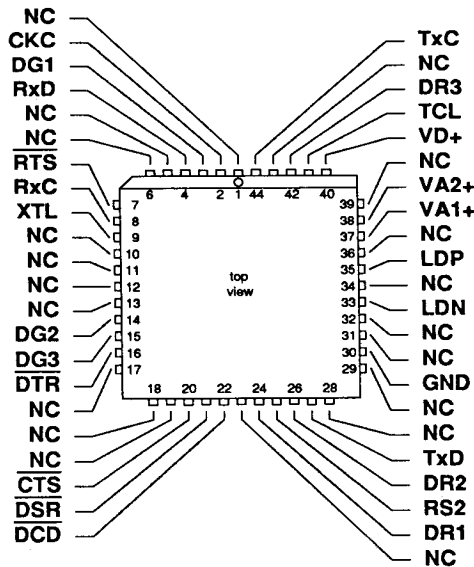 NC
CKC
DG1
RxD
NC
NC
RTS
RxC
XTL
NC
NC
NC
NC
DG2
DG3
DTR
NC
NC
NC
CTS
DSR
DCD
6 4 2 1 44 42 40
7
8
9
10
11
12
13
14
15
16
17
top
view
39
38
37
36
35
34
33
32
31
30
29
18 20 22 24 26 28
TxC
NC
DR3
TCL
VD+
NC
VA2+
VA1+
NC
LDP
NC
LDN
NC
NC
GND
NC
NC
TxD
DR2
RS2
DR1
NC